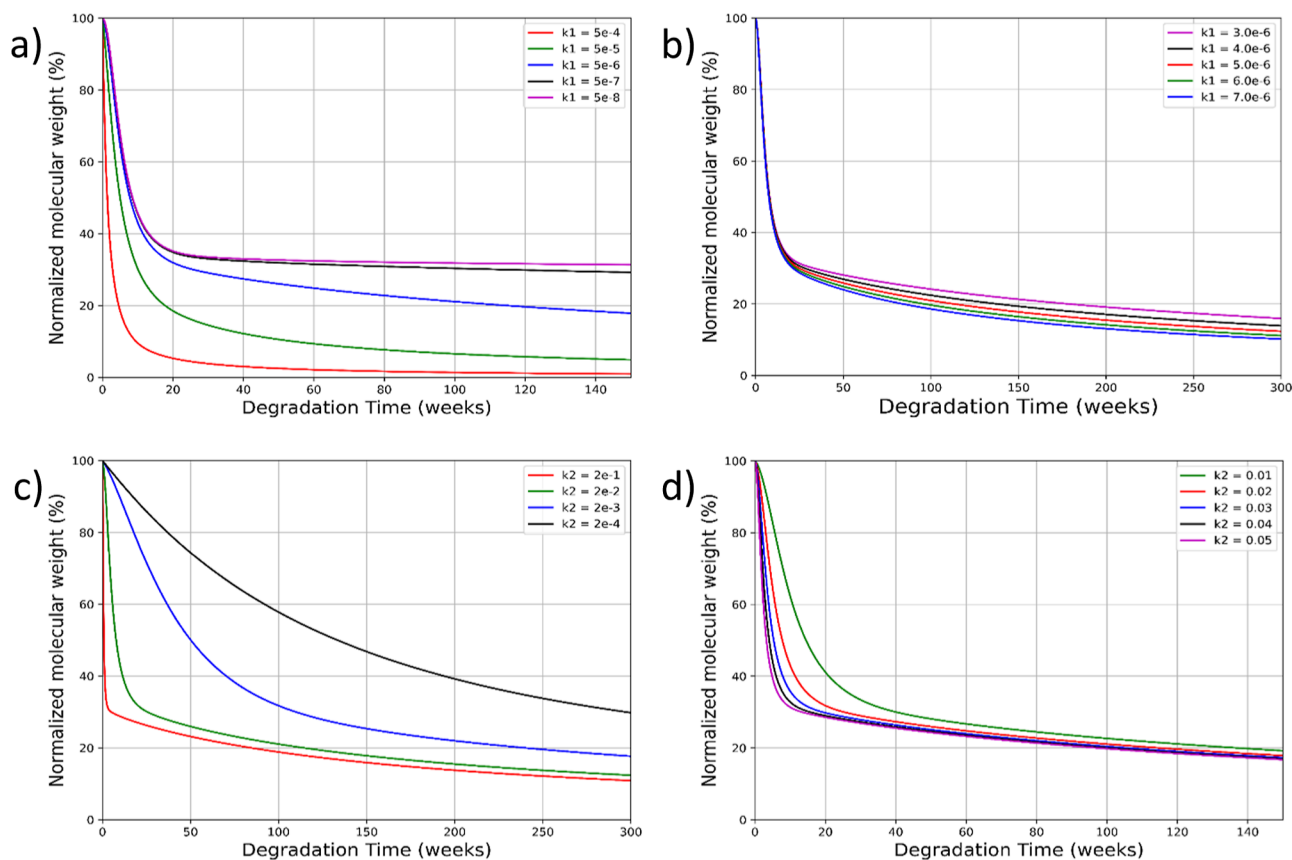 a)
Normalized molecular weight (%)
100
80
60
40
20
0
0 20 40 60 80 100 120 140
Degradation Time (weeks)
k1 = 5e-4
k1 = 5e-5
k1 = 5e-6
k1 = 5e-7
k1 = 5e-8
b)
Normalized molecular weight (%)
100
80
60
40
20
0
0 50 100 150 200 250 300
Degradation Time (weeks)
k1 = 3.0e-6
k1 = 4.0e-6
k1 = 5.0e-6
k1 = 6.0e-6
k1 = 7.0e-6
c)
Normalized molecular weight (%)
100
80
60
40
20
0
0 50 100 150 200 250 300
Degradation Time (weeks)
k2 = 2e-1
k2 = 2e-2
k2 = 2e-3
k2 = 2e-4
d)
Normalized molecular weight (%)
100
80
60
40
20
0
0 20 40 60 80 100 120 140
Degradation Time (weeks)
k2 = 0.01
k2 = 0.02
k2 = 0.03
k2 = 0.04
k2 = 0.05